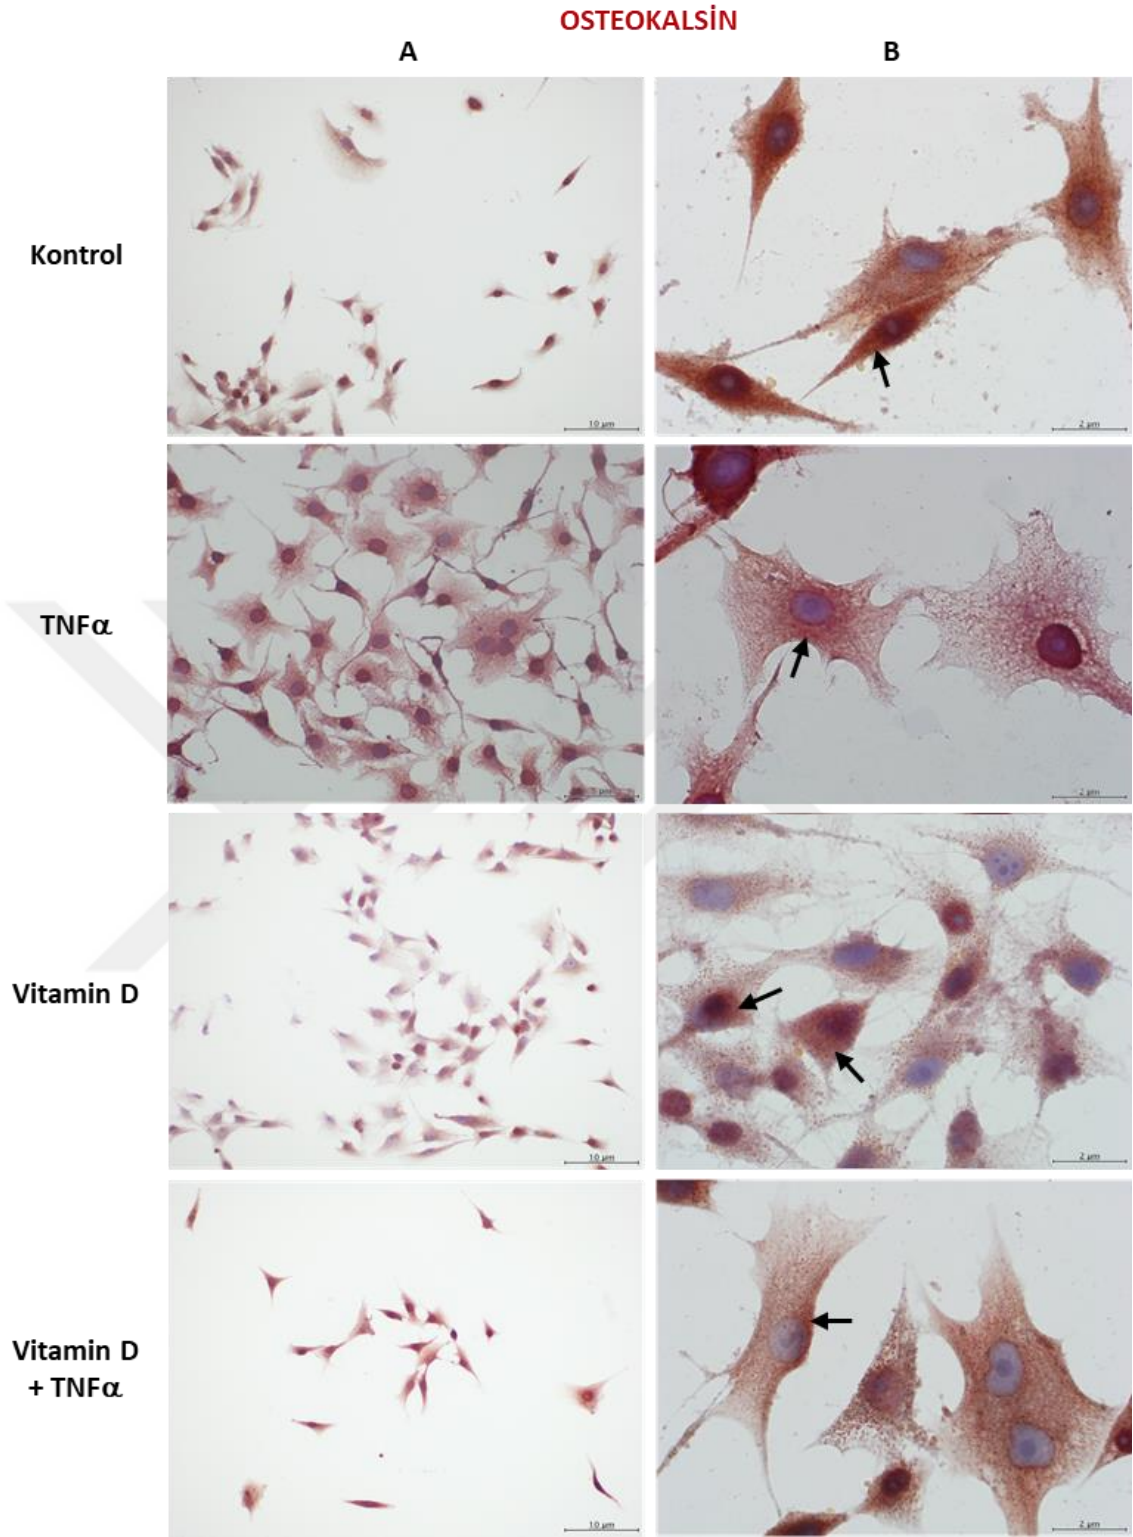 OSTEOKALSİN
A B
Kontrol
10 µm
2 µm
TNFα
2 µm
Vitamin D
10 µm
2 µm
Vitamin D
+ TNFα
10 µm
2 µm